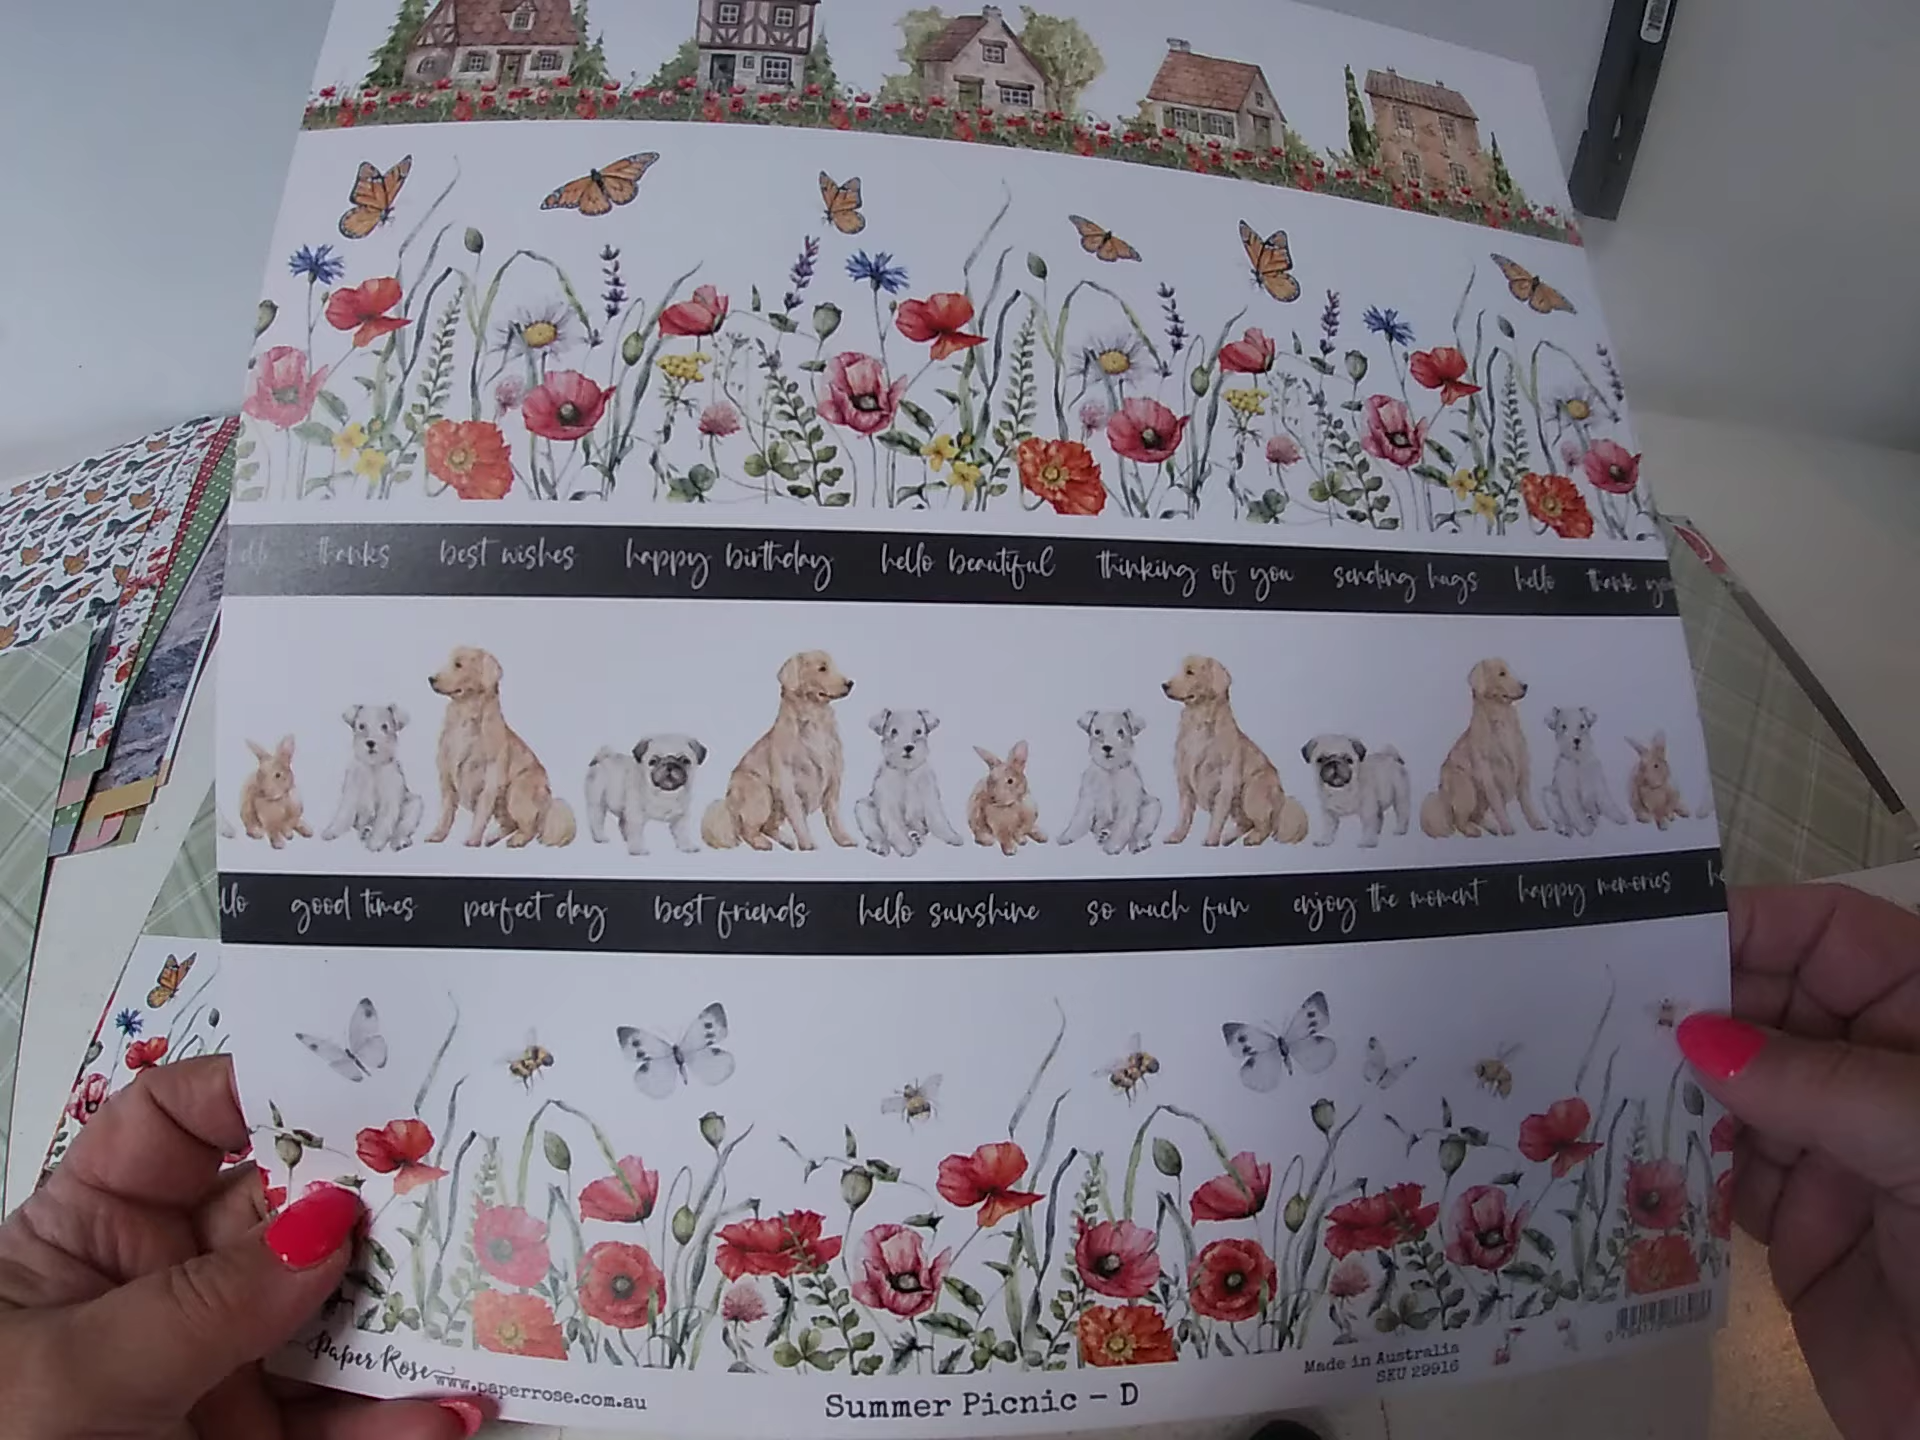 thanks best wishes happy birthday hello beautiful thinking of you sending hugs hello thank you
good times perfect day best friends hello sunshine so much fun enjoy the moment happy memories
Paper Rose www.paperrose.com.au
Summer Picnic - D
Made in Australia
SKU 29916